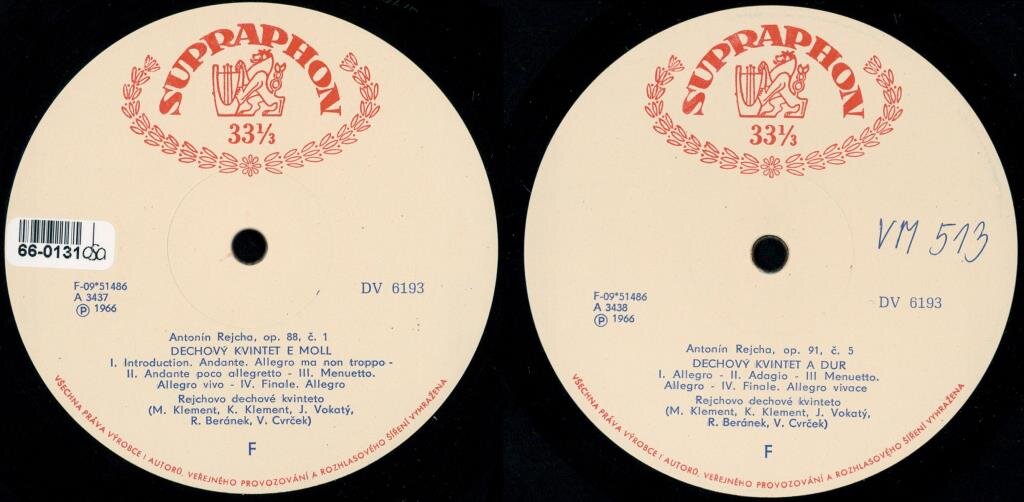 SUPRAPHON
33⅓
66-0131
F-09*51486
A 3437
Ⓟ 1966
DV 6193
Antonín Rejcha, op. 88, č. 1
DECHOVÝ KVINTET E MOLL
I. Introduction. Andante. Allegro ma non troppo -
II. Andante poco allegretto - III. Menuetto.
Allegro vivo - IV. Finale. Allegro
Rejchovo dechové kvinteto
(M. Klement, K. Klement, J. Vokatý,
R. Beránek, V. Cvrček)
F
VŠECHNA PRÁVA VÝROBCE I AUTORŮ, VEŘEJNÉHO PROVOZOVÁNÍ A ROZHLASOVÉHO ŠÍŘENÍ VYHRAŽENA
SUPRAPHON
33⅓
VM 513
F-09*51486
A 3438
Ⓟ 1966
DV 6193
Antonín Rejcha, op. 91, č. 5
DECHOVÝ KVINTET A DUR
I. Allegro - II. Adagio - III Menuetto.
Allegro - IV. Finale. Allegro vivace
Rejchovo dechové kvinteto
(M. Klement, K. Klement, J. Vokatý,
R. Beránek, V. Cvrček)
F
VŠECHNA PRÁVA VÝROBCE I AUTORŮ, VEŘEJNÉHO PROVOZOVÁNÍ A ROZHLASOVÉHO ŠÍŘENÍ VYHRAŽENA